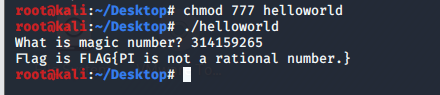 root@kali:~/Desktop# chmod 777 helloworld
root@kali:~/Desktop# ./helloworld
What is magic number? 314159265
Flag is FLAG{PI is not a rational number.}
root@kali:~/Desktop#